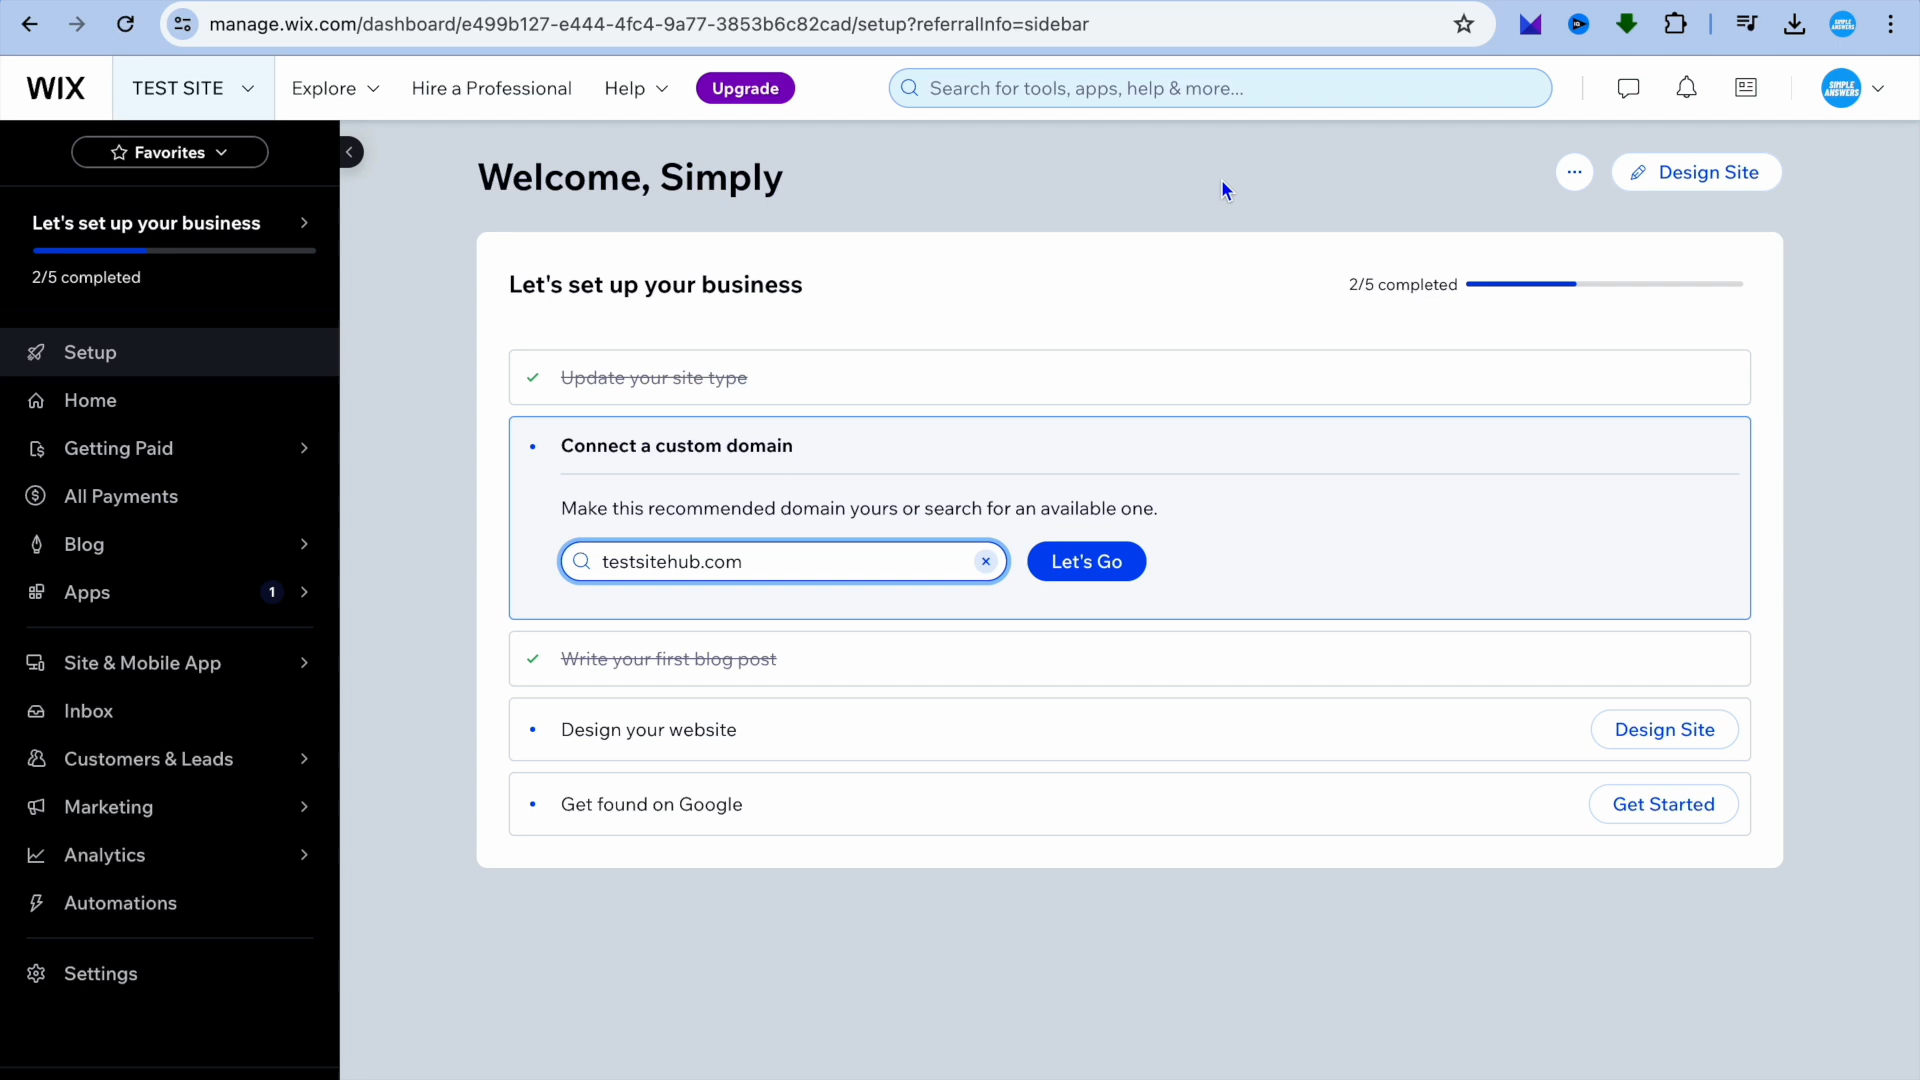 manage.wix.com/dashboard/e499b127-e444-4fc4-9a77-3853b6c82cad/setup?referralInfo=sidebar
WIX
TEST SITE
Explore
Hire a Professional
Help
Upgrade
Search for tools, apps, help & more...
SIMPLE ANSWERS
Favorites
Let's set up your business
2/5 completed
Setup
Home
Getting Paid
All Payments
Blog
Apps
1
Site & Mobile App
Inbox
Customers & Leads
Marketing
Analytics
Automations
Settings
Welcome, Simply
Design Site
Let's set up your business
2/5 completed
Update your site type
Connect a custom domain
Make this recommended domain yours or search for an available one.
testsitehub.com
Let's Go
Write your first blog post
Design your website
Design Site
Get found on Google
Get Started